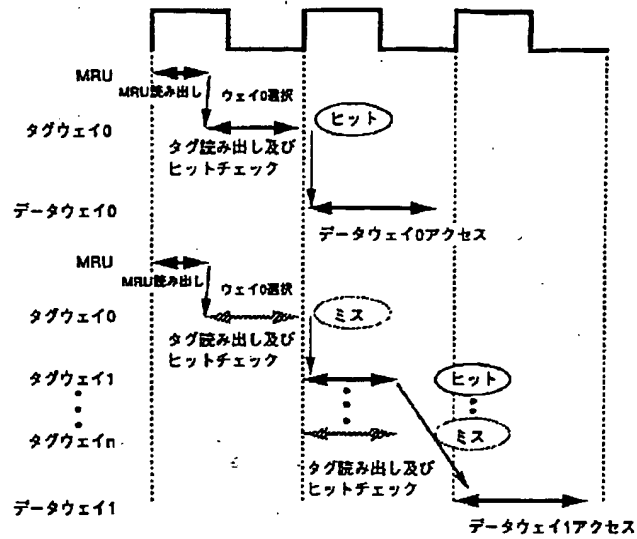 MRU
MRU読み出し
ウェイ0選択
タグウェイ0
ヒット
タグ読み出し及び
ヒットチェック
データウェイ0
データウェイ0アクセス
MRU
MRU読み出し
ウェイ0選択
タグウェイ0
ミス
タグ読み出し及び
ヒットチェック
タグウェイ1
ヒット
タグウェイn
ミス
タグ読み出し及び
ヒットチェック
データウェイ1
データウェイ1アクセス